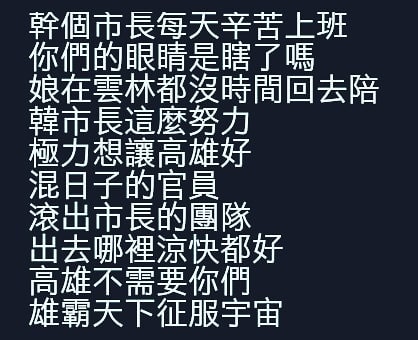 幹個市長每天辛苦上班
你們的眼睛是瞎了嗎
娘在雲林都沒時間回去陪
韓市長這麼努力
極力想讓高雄好
混日子的官員
滾出市長的團隊
出去哪裡涼快都好
高雄不需要你們
雄霸天下征服宇宙